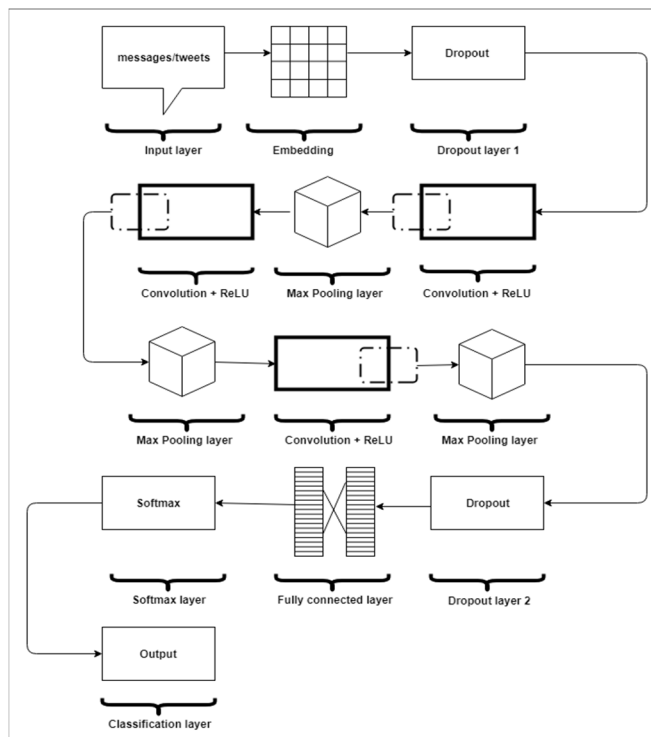 messages/tweets
Dropout
Input layer
Embedding
Dropout layer 1
Convolution + ReLU
Max Pooling layer
Convolution + ReLU
Max Pooling layer
Convolution + ReLU
Max Pooling layer
Softmax
Dropout
Softmax layer
Fully connected layer
Dropout layer 2
Output
Classification layer